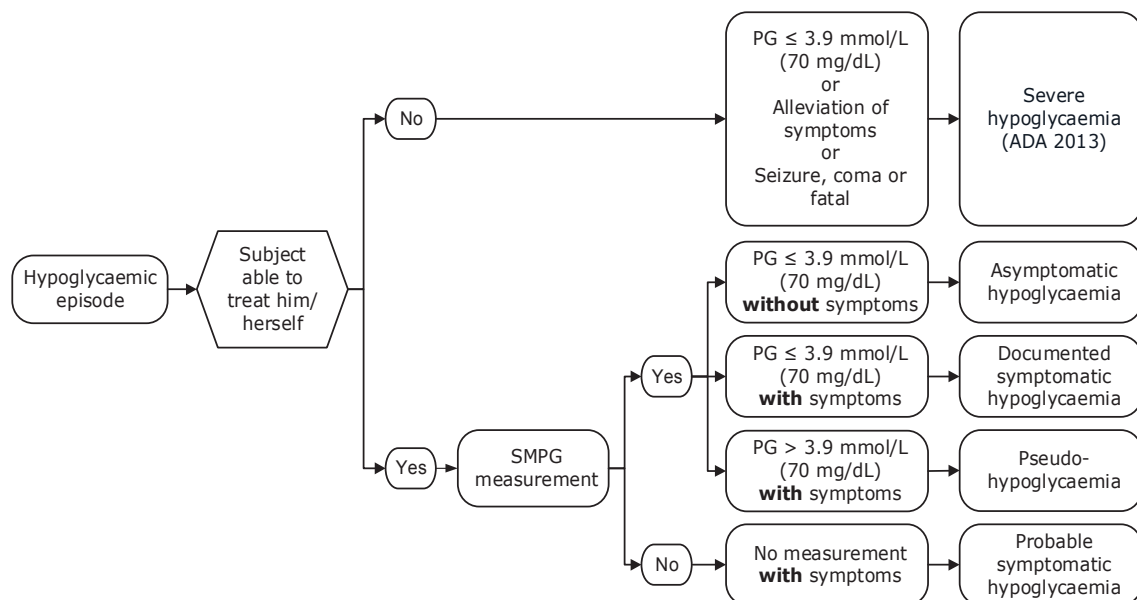 Hypoglycaemic
episode
Subject
able to
treat him/
herself
No
PG ≤ 3.9 mmol/L
(70 mg/dL)
or
Alleviation of
symptoms
or
Seizure, coma or
fatal
Severe
hypoglycaemia
(ADA 2013)
Yes
SMPG
measurement
Yes
PG ≤ 3.9 mmol/L
(70 mg/dL)
without symptoms
Asymptomatic
hypoglycaemia
PG ≤ 3.9 mmol/L
(70 mg/dL)
with symptoms
Documented
symptomatic
hypoglycaemia
PG > 3.9 mmol/L
(70 mg/dL)
with symptoms
Pseudo-
hypoglycaemia
No
No measurement
with symptoms
Probable
symptomatic
hypoglycaemia